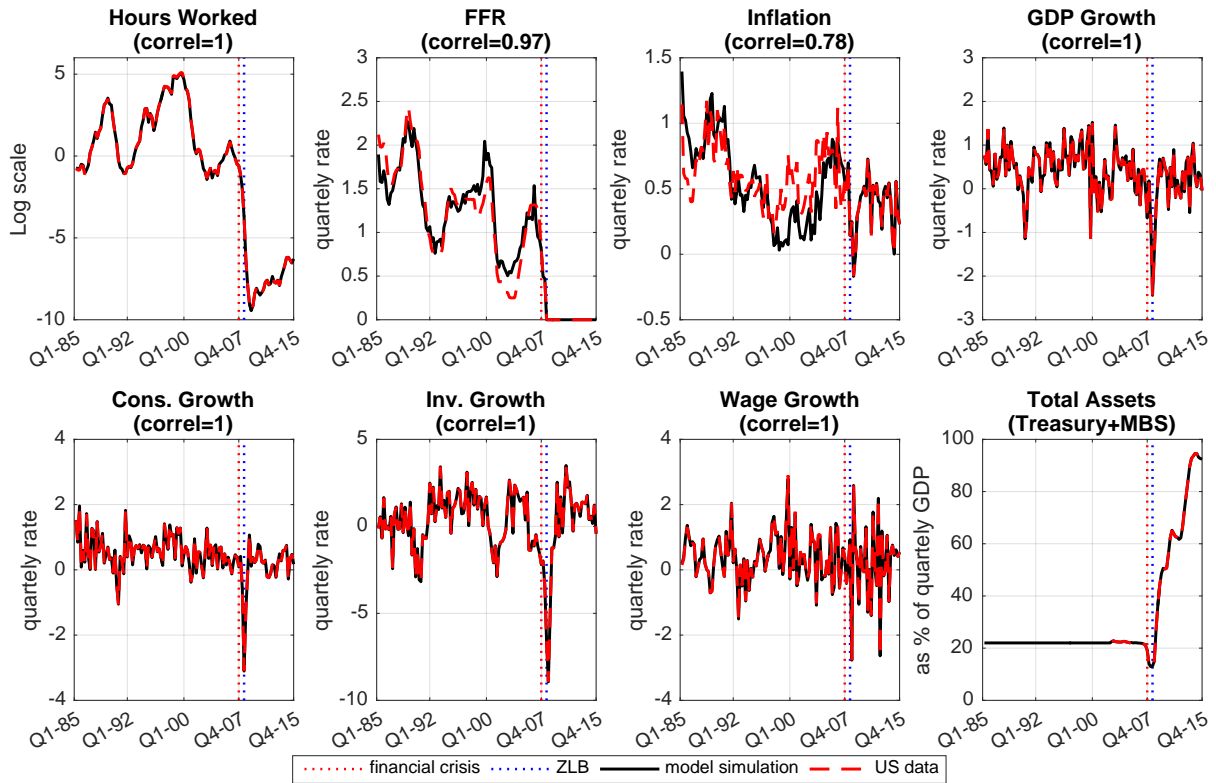 Hours Worked
(correl=1)
Log scale
5
0
-5
-10
Q1-85
Q1-92
Q1-00
Q4-07
Q4-15
FFR
(correl=0.97)
quartely rate
3
2.5
2
1.5
1
0.5
0
Q1-85
Q1-92
Q1-00
Q4-07
Q4-15
Inflation
(correl=0.78)
quartely rate
1.5
1
0.5
0
-0.5
Q1-85
Q1-92
Q1-00
Q4-07
Q4-15
GDP Growth
(correl=1)
quartely rate
3
2
1
0
-1
-2
-3
Q1-85
Q1-92
Q1-00
Q4-07
Q4-15
Cons. Growth
(correl=1)
quartely rate
4
2
0
-2
-4
Q1-85
Q1-92
Q1-00
Q4-07
Q4-15
Inv. Growth
(correl=1)
quartely rate
5
0
-5
-10
Q1-85
Q1-92
Q1-00
Q4-07
Q4-15
Wage Growth
(correl=1)
quartely rate
4
2
0
-2
-4
Q1-85
Q1-92
Q1-00
Q4-07
Q4-15
Total Assets
(Treasury+MBS)
as % of quartely GDP
100
80
60
40
20
0
Q1-85
Q1-92
Q1-00
Q4-07
Q4-15
financial crisis
ZLB
model simulation
US data